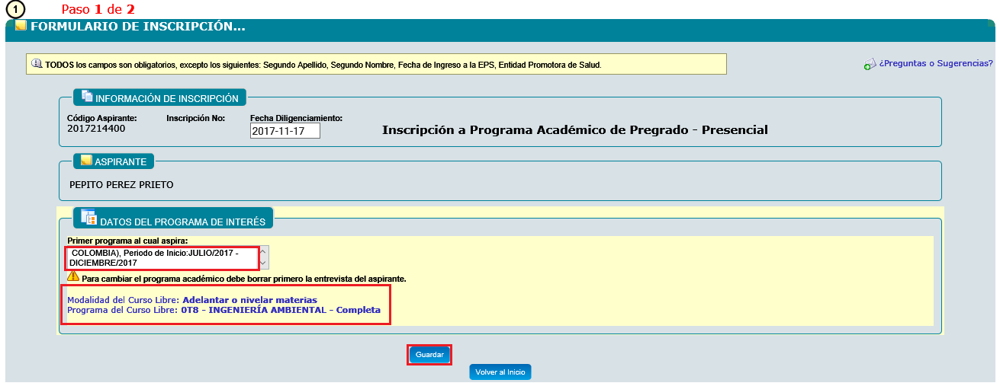 1 Paso 1 de 2
FORMULARIO DE INSCRIPCIÓN...
TODOS los campos son obligatorios, excepto los siguientes: Segundo Apellido, Segundo Nombre, Fecha de Ingreso a la EPS, Entidad Promotora de Salud.
¿Preguntas o Sugerencias?
INFORMACIÓN DE INSCRIPCIÓN
Código Aspirante: Inscripción No: Fecha Diligenciamiento:
2017214400 2017-11-17 Inscripción a Programa Académico de Pregrado - Presencial
ASPIRANTE
PEPITO PEREZ PRIETO
DATOS DEL PROGRAMA DE INTERÉS
Primer programa al cual aspira:
COLOMBIA), Periodo de Inicio:JULIO/2017 -
DICIEMBRE/2017
Para cambiar el programa académico debe borrar primero la entrevista del aspirante.
Modalidad del Curso Libre: Adelantar o nivelar materias
Programa del Curso Libre: 0T8 - INGENIERÍA AMBIENTAL - Completa
Guardar
Volver al Inicio